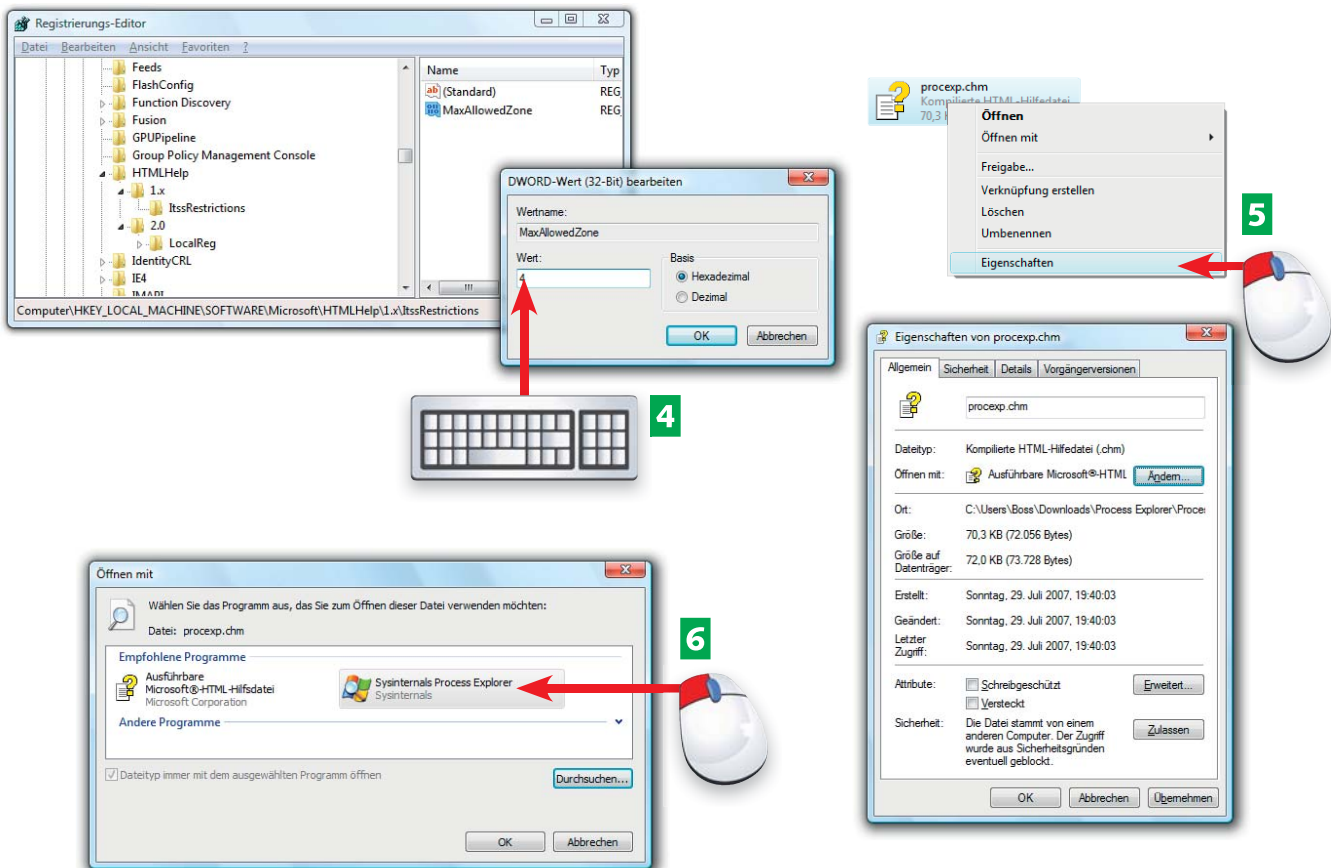 Registrierungs-Editor
Datei Bearbeiten Ansicht Favoriten ?
Feeds
FlashConfig
Function Discovery
Fusion
GPUPipeline
Group Policy Management Console
HTMLHelp
1.x
ItssRestrictions
2.0
LocalReg
IdentityCRL
IE4
IMAPI
Name Typ
(Standard) REG
MaxAllowedZone REG
Computer\HKEY_LOCAL_MACHINE\SOFTWARE\Microsoft\HTMLHelp\1.x\ItssRestrictions
DWORD-Wert (32-Bit) bearbeiten
Wertname:
MaxAllowedZone
Wert:
4
Basis
Hexadezimal
Dezimal
OK Abbrechen
4
procexp.chm
Kompilierte HTML-Hilfedatei
70,3
Öffnen
Öffnen mit
Freigabe...
Verknüpfung erstellen
Löschen
Umbenennen
Eigenschaften
5
Eigenschaften von procexp.chm
Allgemein Sicherheit Details Vorgängerversionen
procexp.chm
Dateityp: Kompilierte HTML-Hilfedatei (.chm)
Öffnen mit: Ausführbare Microsoft®-HTML Ändern...
Ort: C:\Users\Boss\Downloads\Process Explorer\Proce
Größe: 70,3 KB (72.056 Bytes)
Größe auf Datenträger: 72,0 KB (73.728 Bytes)
Erstellt: Sonntag, 29. Juli 2007, 19:40:03
Geändert: Sonntag, 29. Juli 2007, 19:40:03
Letzter Zugriff: Sonntag, 29. Juli 2007, 19:40:03
Attribute: Schreibgeschützt Erweitert...
Versteckt
Sicherheit: Die Datei stammt von einem
anderen Computer. Der Zugriff
wurde aus Sicherheitsgründen
eventuell geblockt.
Zulassen
OK Abbrechen Übernehmen
Öffnen mit
Wählen Sie das Programm aus, das Sie zum Öffnen dieser Datei verwenden möchten:
Datei: procexp.chm
Empfohlene Programme
Ausführbare
Microsoft®-HTML-Hilfsdatei
Microsoft Corporation
Sysinternals Process Explorer
Sysinternals
Andere Programme
Dateityp immer mit dem ausgewählten Programm öffnen
Durchsuchen...
OK Abbrechen
6